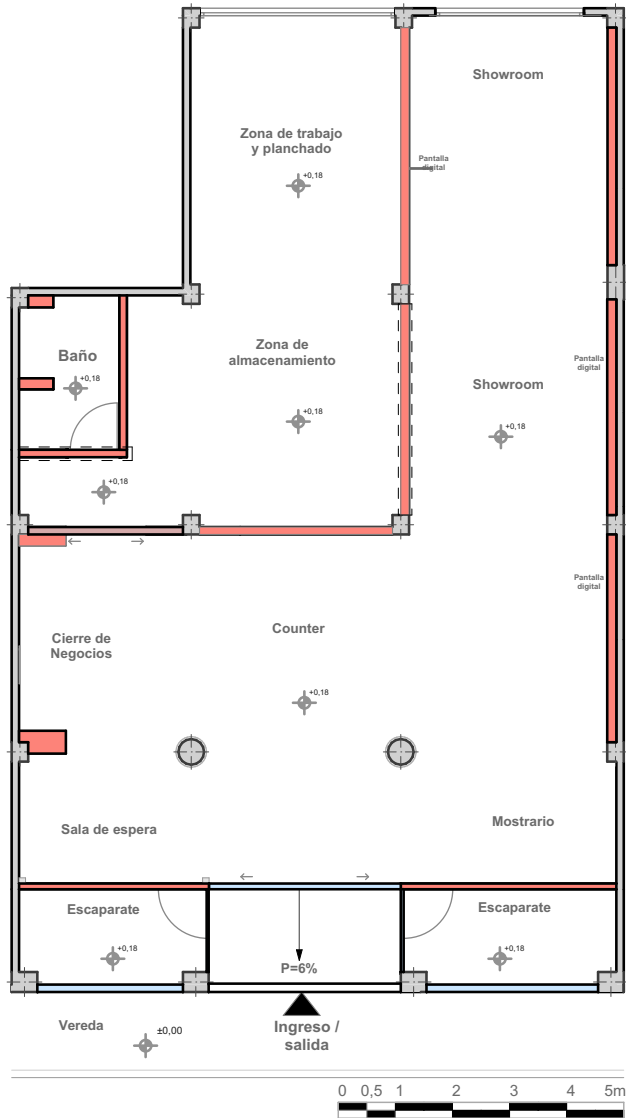 Showroom
Zona de trabajo
y planchado
Pantalla
digital
+0,18
Zona de
almacenamiento
Baño
+0,18
Pantalla
digital
Showroom
+0,18
+0,18
+0,18
Pantalla
digital
Counter
Cierre de
Negocios
+0,18
Mostrario
Sala de espera
Escaparate
Escaparate
+0,18
+0,18
P=6%
Vereda
±0,00
Ingreso /
salida
0 0,5 1 2 3 4 5m